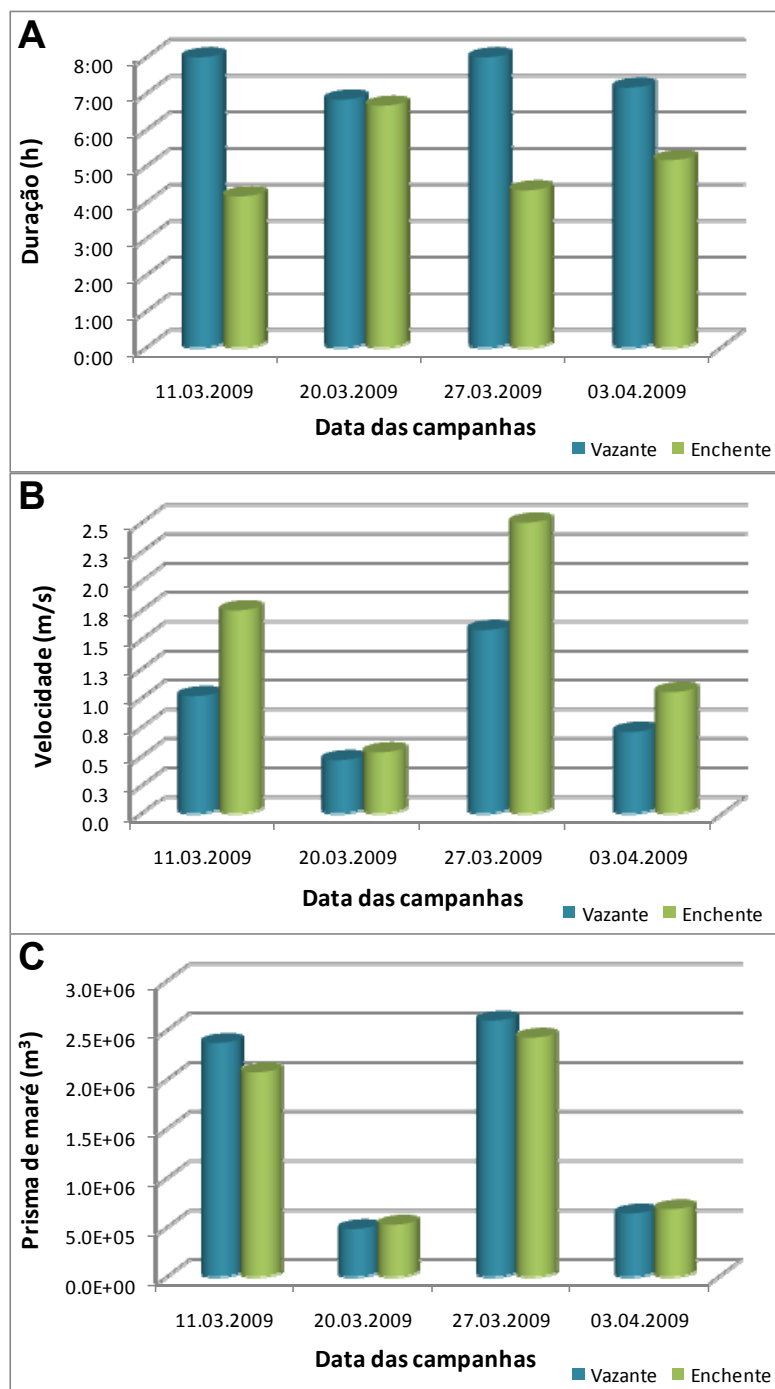 A
Duração (h)
8:00
7:00
6:00
5:00
4:00
3:00
2:00
1:00
0:00
11.03.2009 20.03.2009 27.03.2009 03.04.2009
Data das campanhas
Vazante Enchente
B
Velocidade (m/s)
2.5
2.3
2.0
1.8
1.5
1.3
1.0
0.8
0.5
0.3
0.0
11.03.2009 20.03.2009 27.03.2009 03.04.2009
Data das campanhas
Vazante Enchente
C
Prisma de maré (m³)
3.0E+06
2.5E+06
2.0E+06
1.5E+06
1.0E+06
5.0E+05
0.0E+00
11.03.2009 20.03.2009 27.03.2009 03.04.2009
Data das campanhas
Vazante Enchente